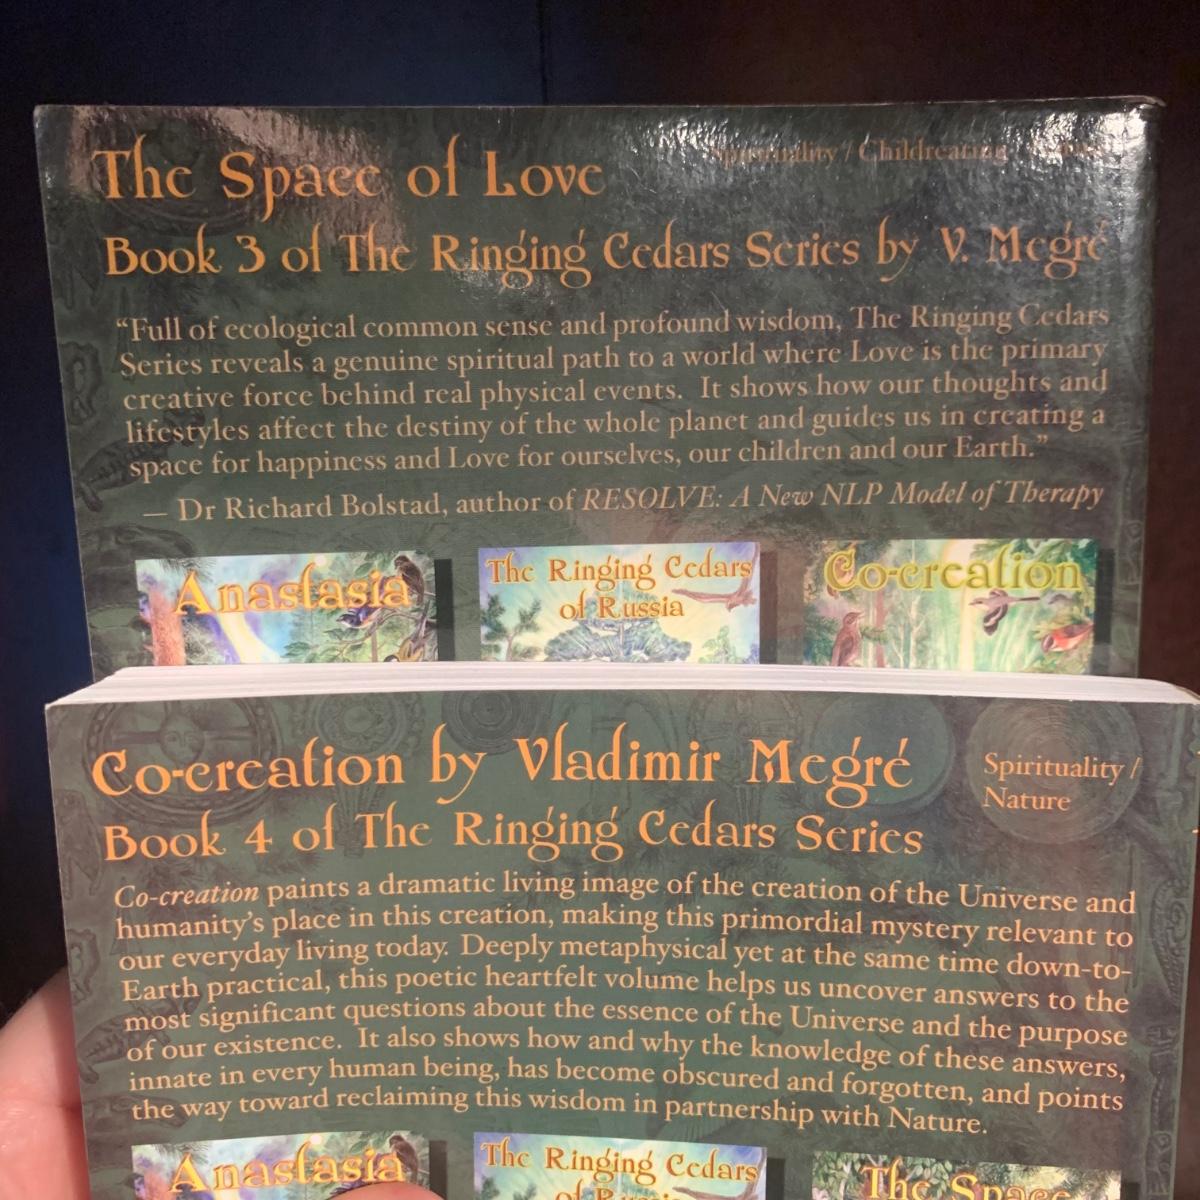 The Space of Love
Spirituality / Childrearing
Book 3 of The Ringing Cedars Series by V. Megré
“Full of ecological common sense and profound wisdom, The Ringing Cedars
Series reveals a genuine spiritual path to a world where Love is the primary
creative force behind real physical events. It shows how our thoughts and
lifestyles affect the destiny of the whole planet and guides us in creating a
space for happiness and Love for ourselves, our children and our Earth.”
— Dr Richard Bolstad, author of RESOLVE: A New NLP Model of Therapy
Anastasia
The Ringing Cedars
of Russia
Co-creation
Co-creation by Vladimir Megré
Spirituality /
Nature
Book 4 of The Ringing Cedars Series
Co-creation paints a dramatic living image of the creation of the Universe and
humanity’s place in this creation, making this primordial mystery relevant to
our everyday living today. Deeply metaphysical yet at the same time down-to-
Earth practical, this poetic heartfelt volume helps us uncover answers to the
most significant questions about the essence of the Universe and the purpose
of our existence. It also shows how and why the knowledge of these answers,
innate in every human being, has become obscured and forgotten, and points
the way toward reclaiming this wisdom in partnership with Nature.
Anastasia
The Ringing Cedars
of Russia
The Space